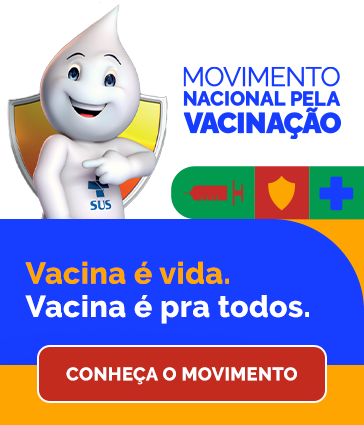 MOVIMENTO
NACIONAL PELA
VACINAÇÃO
SUS
Vacina é vida.
Vacina é pra todos.
CONHEÇA O MOVIMENTO